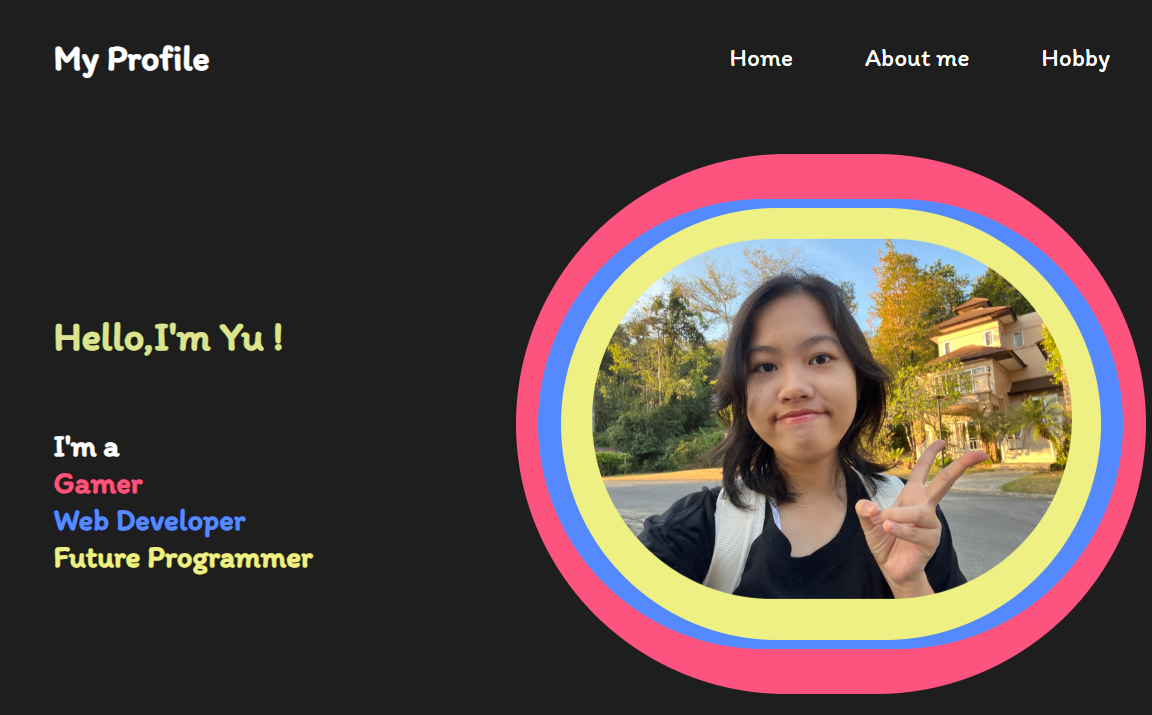 My Profile
Home About me Hobby
Hello,I'm Yu !
I'm a
Gamer
Web Developer
Future Programmer